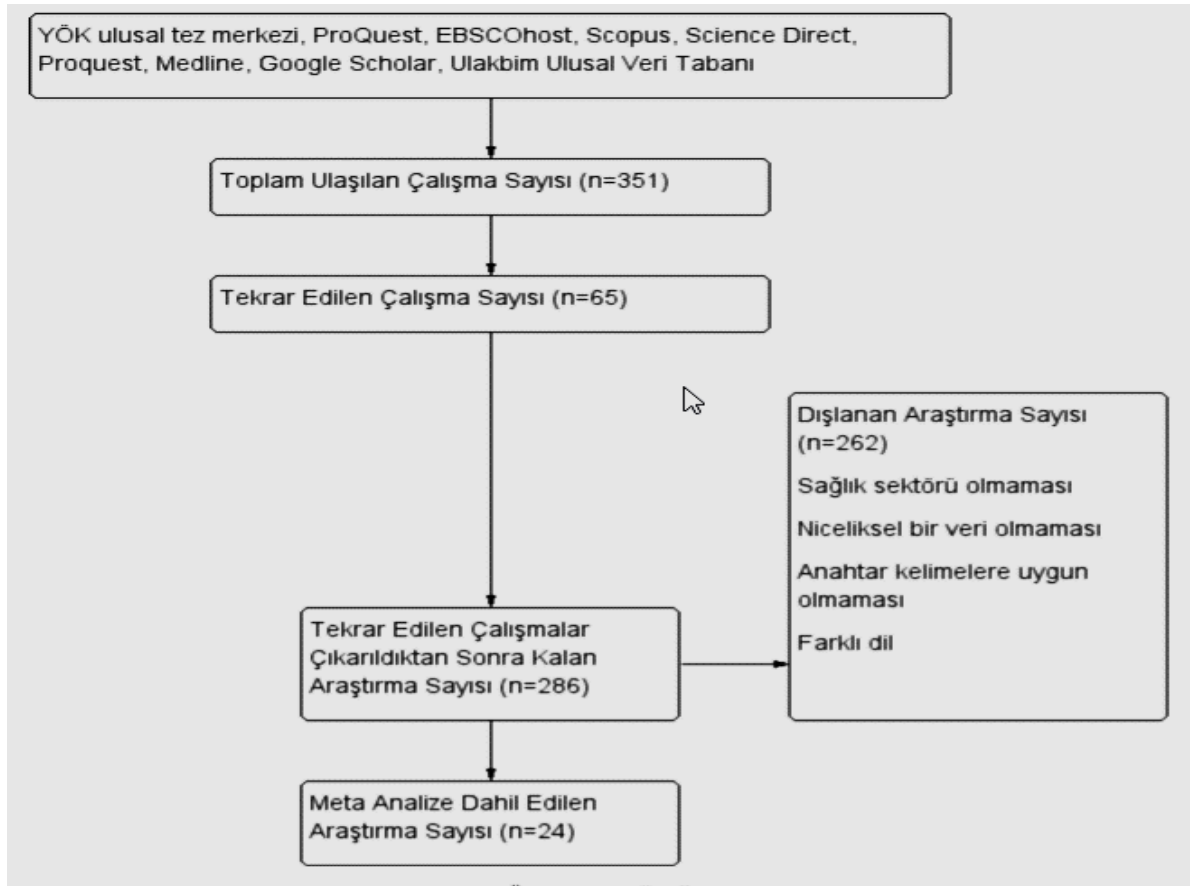 YÖK ulusal tez merkezi, ProQuest, EBSCOhost, Scopus, Science Direct,
Proquest, Medline, Google Scholar, Ulakbim Ulusal Veri Tabanı
Toplam Ulaşılan Çalışma Sayısı (n=351)
Tekrar Edilen Çalışma Sayısı (n=65)
Dışlanan Araştırma Sayısı
(n=262)
Sağlık sektörü olmaması
Niceliksel bir veri olmaması
Anahtar kelimelere uygun
olmaması
Farklı dil
Tekrar Edilen Çalışmalar
Çıkarıldıktan Sonra Kalan
Araştırma Sayısı (n=286)
Meta Analize Dahil Edilen
Araştırma Sayısı (n=24)